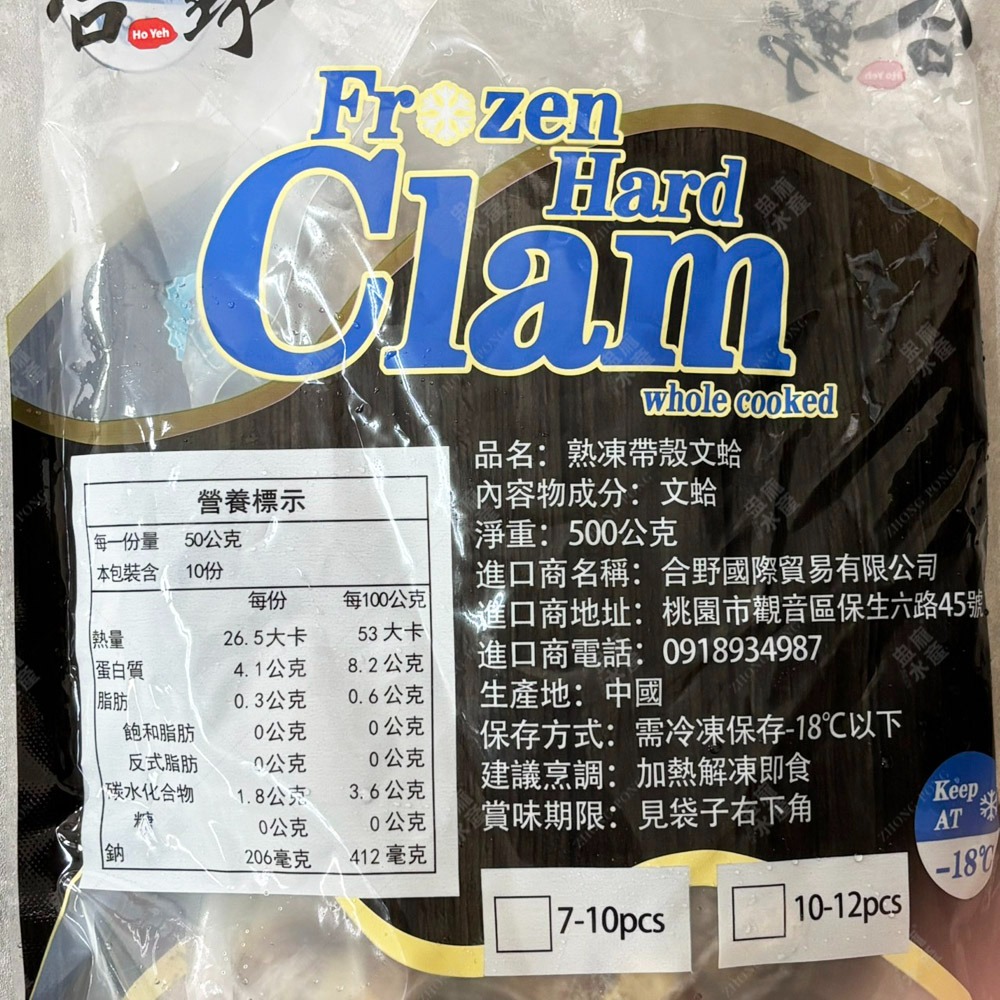 合野
Ho Yeh
Frozen
Hard
Clam
whole cooked
品名：熟凍帶殼文蛤
內容物成分：文蛤
淨重：500公克
進口商名稱：合野國際貿易有限公司
進口商地址：桃園市觀音區保生六路45號
進口商電話：0918934987
生產地：中國
保存方式：需冷凍保存-18℃以下
建議烹調：加熱解凍即食
賞味期限：見袋子右下角
營養標示
每一份量 50公克
本包裝含 10份
每份 每100公克
熱量 26.5大卡 53 大卡
蛋白質 4.1公克 8.2 公克
脂肪 0.3公克 0.6 公克
飽和脂肪 0公克 0 公克
反式脂肪 0公克 0 公克
碳水化合物 1.8公克 3.6 公克
糖 0公克 0 公克
鈉 206毫克 412 毫克
7-10pcs
10-12pcs
Keep
AT
-18℃